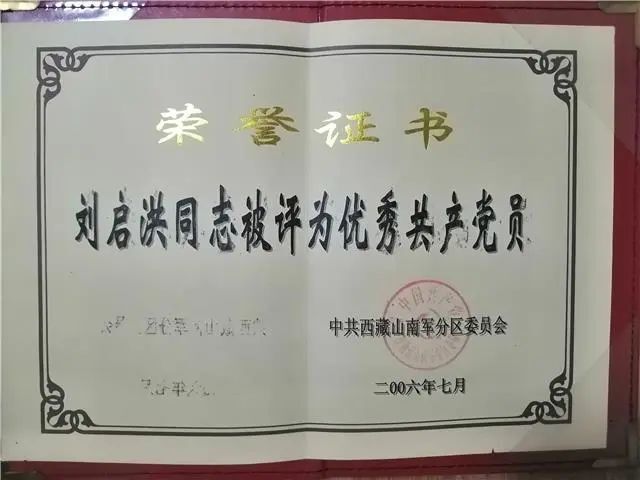 荣誉证书
刘启洪同志被评为优秀共产党员
中共西藏山南军分区委员会
二00六年七月